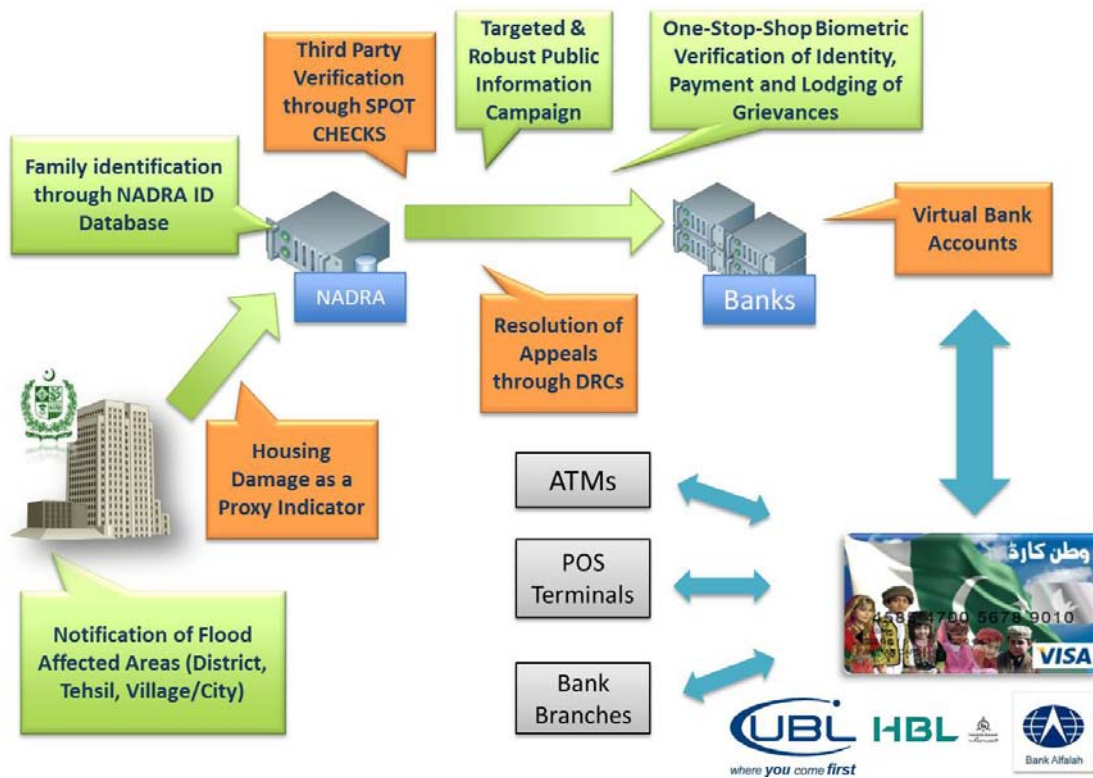 Third Party
Verification
through SPOT
CHECKS
Targeted &
Robust Public
Information
Campaign
One-Stop-Shop Biometric
Verification of Identity,
Payment and Lodging of
Grievances
Family identification
through NADRA ID
Database
NADRA
Banks
Virtual Bank
Accounts
Resolution of
Appeals
through DRCs
Housing
Damage as a
Proxy Indicator
Notification of Flood
Affected Areas (District,
Tehsil, Village/City)
ATMs
POS
Terminals
Bank
Branches
وطن کارڈ
4700 5678 9010
VISA
UBL
where you come first
HBL
Bank Alfalah